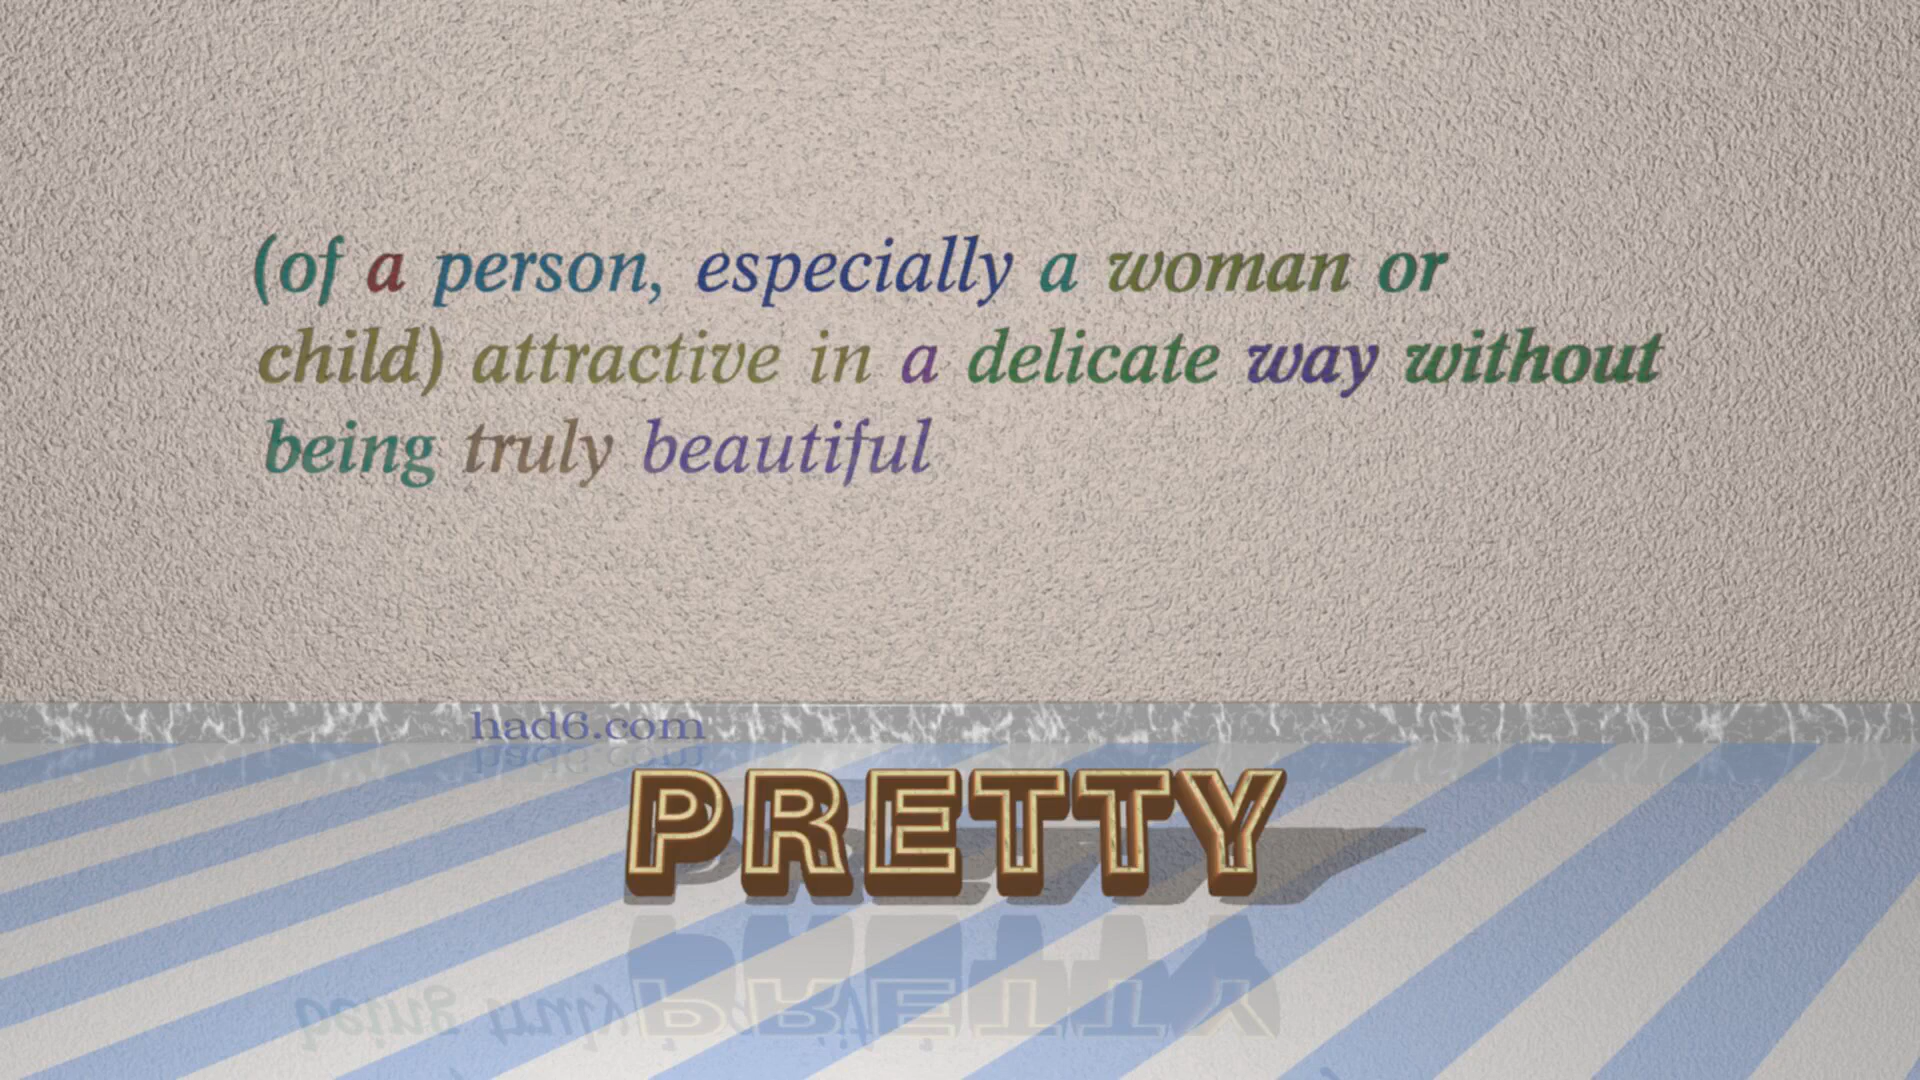 (of a person, especially a woman or
child) attractive in a delicate way without
being truly beautiful
had6.com
PRETTY